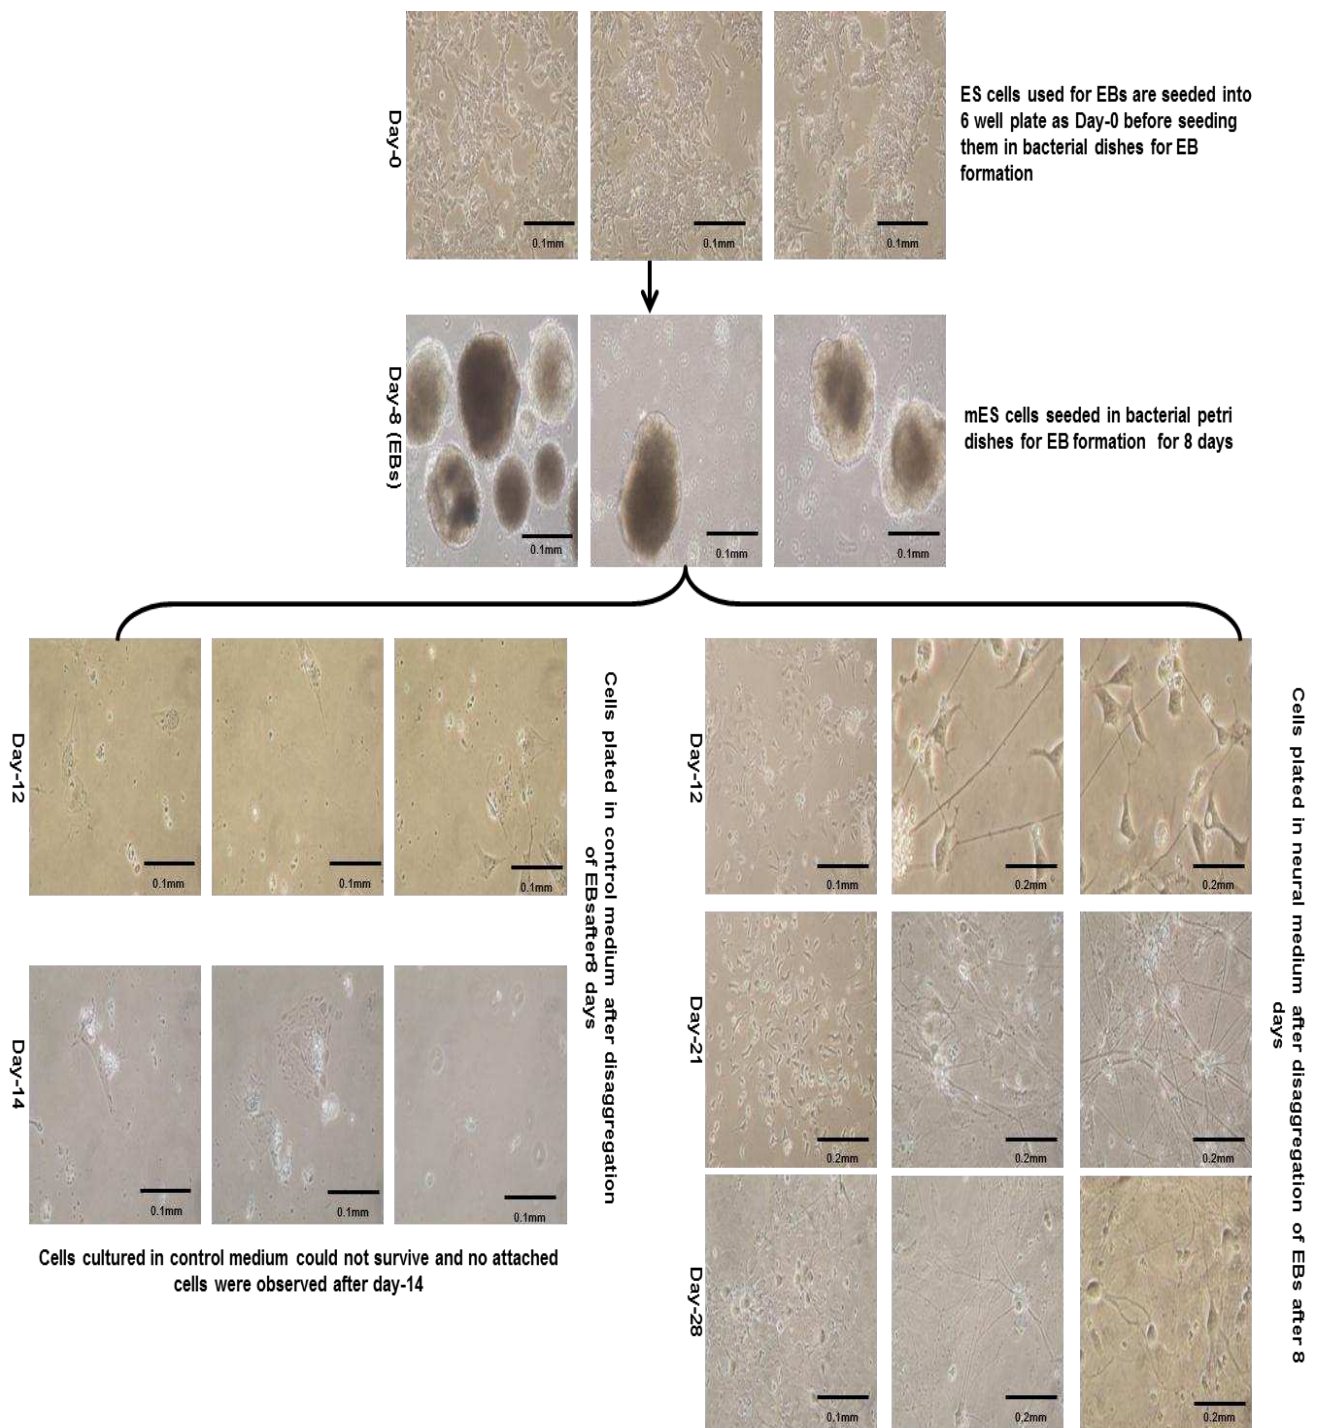 Day-0
0.1mm
0.1mm
0.1mm
ES cells used for EBs are seeded into
6 well plate as Day-0 before seeding
them in bacterial dishes for EB
formation
Day-8 (EBs)
0.1mm
0.1mm
0.1mm
mES cells seeded in bacterial petri
dishes for EB formation for 8 days
Day-12
0.1mm
0.1mm
0.1mm
Day-14
0.1mm
0.1mm
0.1mm
Cells plated in control medium after disaggregation
of EBsafter8 days
Cells cultured in control medium could not survive and no attached
cells were observed after day-14
Day-12
0.1mm
0.2mm
0.2mm
Day-21
0.2mm
0.2mm
0.2mm
Day-28
0.1mm
0.2mm
0.2mm
Cells plated in neural medium after disaggregation of EBs after 8
days